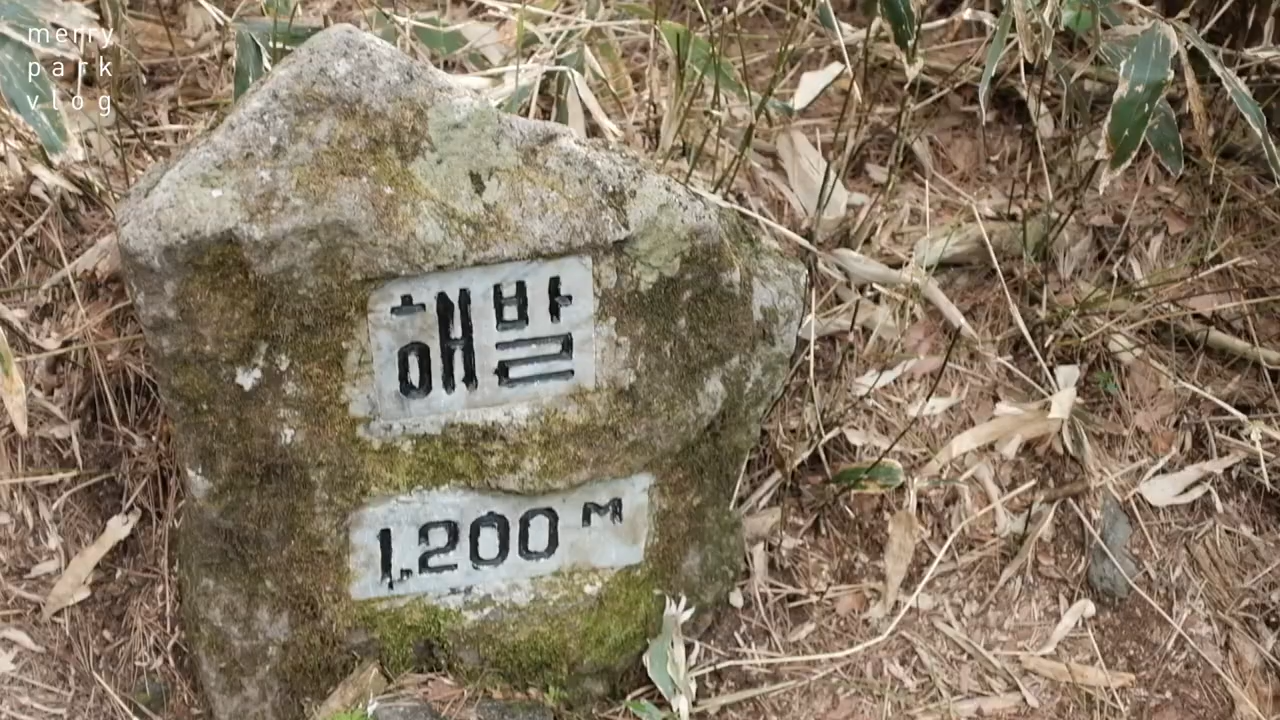 merry
park
vlog
해발
1,200 M